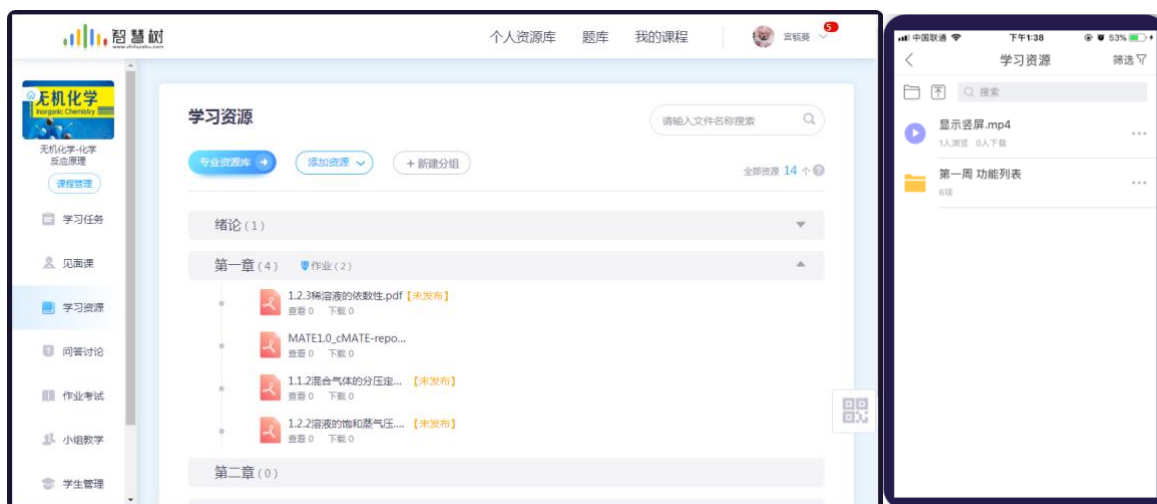 智慧树
www.zhihuishu.com
个人资源库 题库 我的课程 宫毓英 5
无机化学
Inorganic Chemistry
无机化学-化学
反应原理
课程管理
学习任务
见面课
学习资源
问答讨论
作业考试
小组教学
学生管理
学习资源
请输入文件名称搜索
专业资源库
添加资源
+ 新建分组
全部资源 14 个
绪论 (1)
第一章 (4) 作业 (2)
1.2.3稀溶液的依数性.pdf【未发布】
查看 0 下载 0
MATE1.0_cMATE-repo...
查看 0 下载 0
1.1.2混合气体的分压定... 【未发布】
查看 0 下载 0
1.2.2溶液的饱和蒸气压.... 【未发布】
查看 0 下载 0
第二章 (0)
中国联通 下午1:38 53%
学习资源 筛选
搜索
显示竖屏.mp4
1人浏览 0人下载
第一周 功能列表
6项